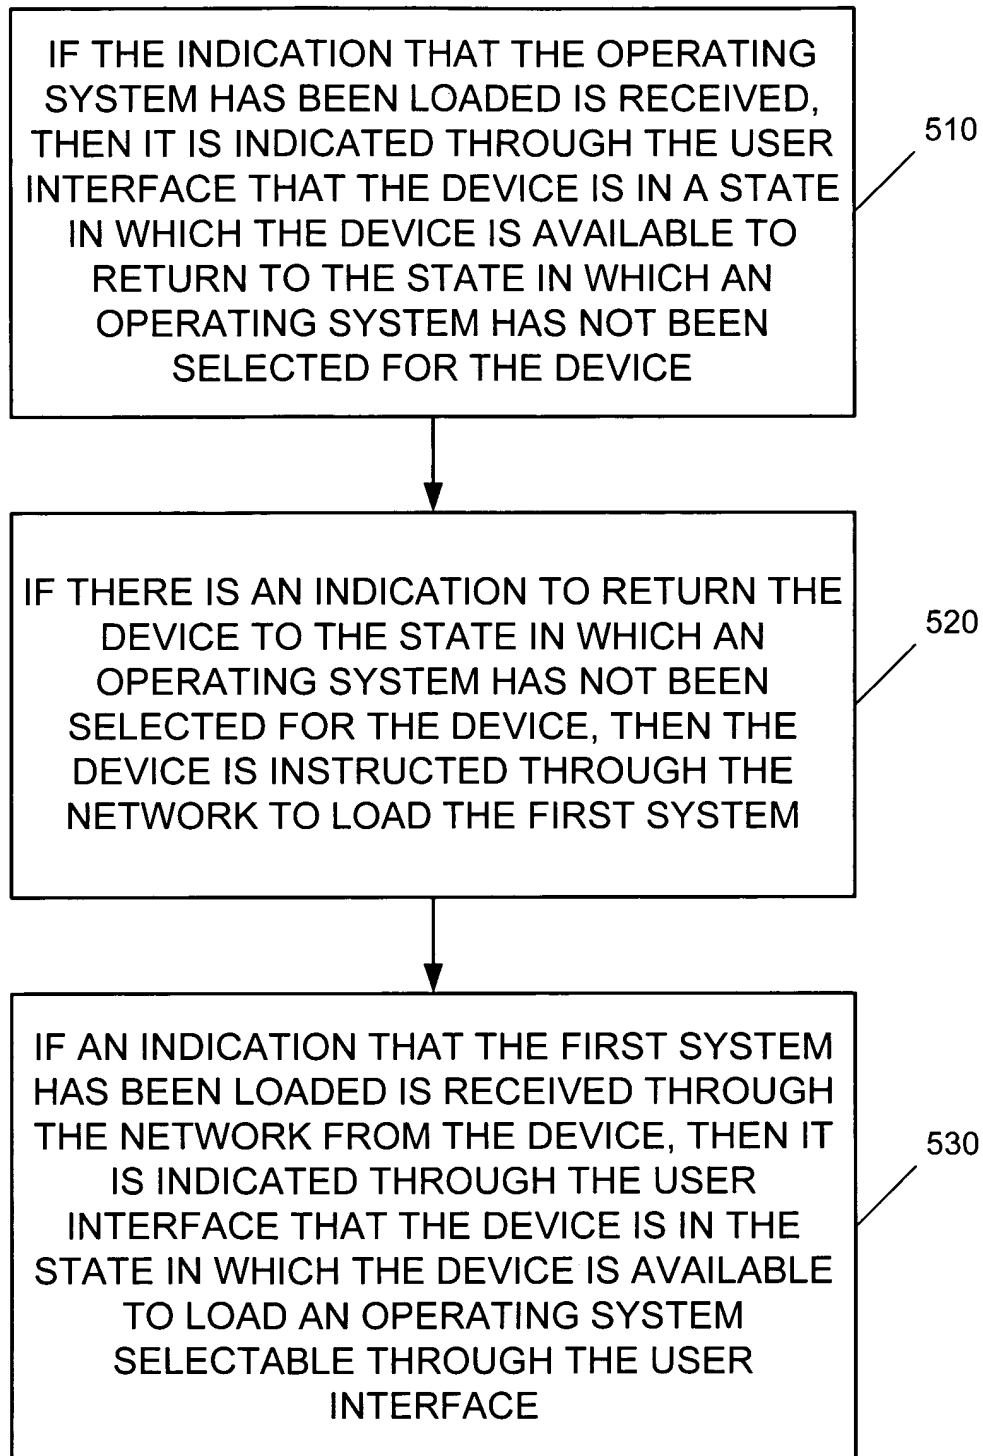 IF THE INDICATION THAT THE OPERATING
SYSTEM HAS BEEN LOADED IS RECEIVED,
THEN IT IS INDICATED THROUGH THE USER
INTERFACE THAT THE DEVICE IS IN A STATE
IN WHICH THE DEVICE IS AVAILABLE TO
RETURN TO THE STATE IN WHICH AN
OPERATING SYSTEM HAS NOT BEEN
SELECTED FOR THE DEVICE
510
IF THERE IS AN INDICATION TO RETURN THE
DEVICE TO THE STATE IN WHICH AN
OPERATING SYSTEM HAS NOT BEEN
SELECTED FOR THE DEVICE, THEN THE
DEVICE IS INSTRUCTED THROUGH THE
NETWORK TO LOAD THE FIRST SYSTEM
520
IF AN INDICATION THAT THE FIRST SYSTEM
HAS BEEN LOADED IS RECEIVED THROUGH
THE NETWORK FROM THE DEVICE, THEN IT
IS INDICATED THROUGH THE USER
INTERFACE THAT THE DEVICE IS IN THE
STATE IN WHICH THE DEVICE IS AVAILABLE
TO LOAD AN OPERATING SYSTEM
SELECTABLE THROUGH THE USER
INTERFACE
530